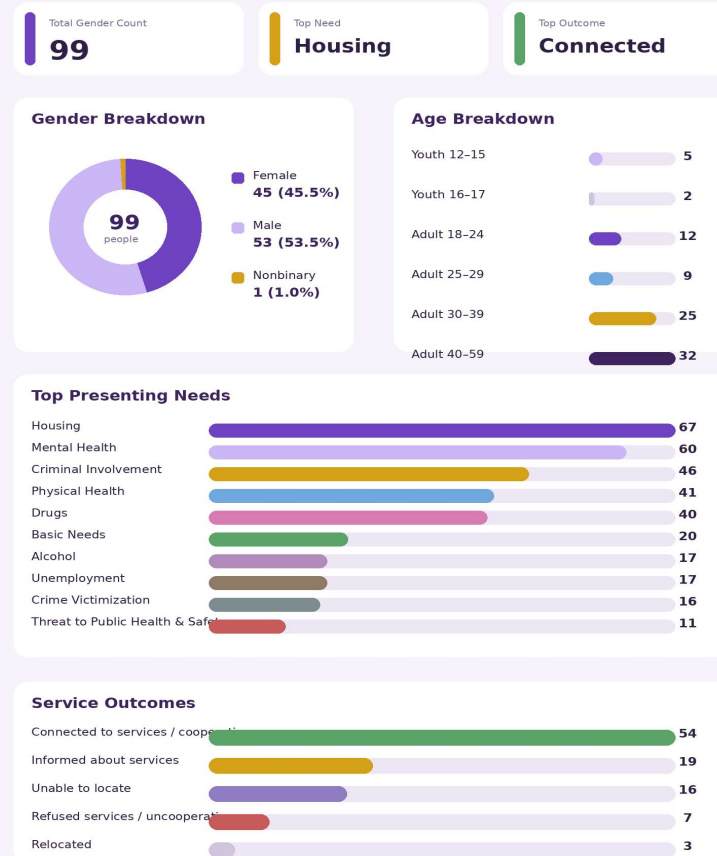 Total Gender Count
99
Top Need
Housing
Top Outcome
Connected
Gender Breakdown
99
people
Female
45 (45.5%)
Male
53 (53.5%)
Nonbinary
1 (1.0%)
Age Breakdown
Youth 12–15 5
Youth 16–17 2
Adult 18–24 12
Adult 25–29 9
Adult 30–39 25
Adult 40–59 32
Top Presenting Needs
Housing 67
Mental Health 60
Criminal Involvement 46
Physical Health 41
Drugs 40
Basic Needs 20
Alcohol 17
Unemployment 17
Crime Victimization 16
Threat to Public Health & 11
Service Outcomes
Connected to services / 54
Informed about services 19
Unable to locate 16
Refused services / 7
Relocated 3